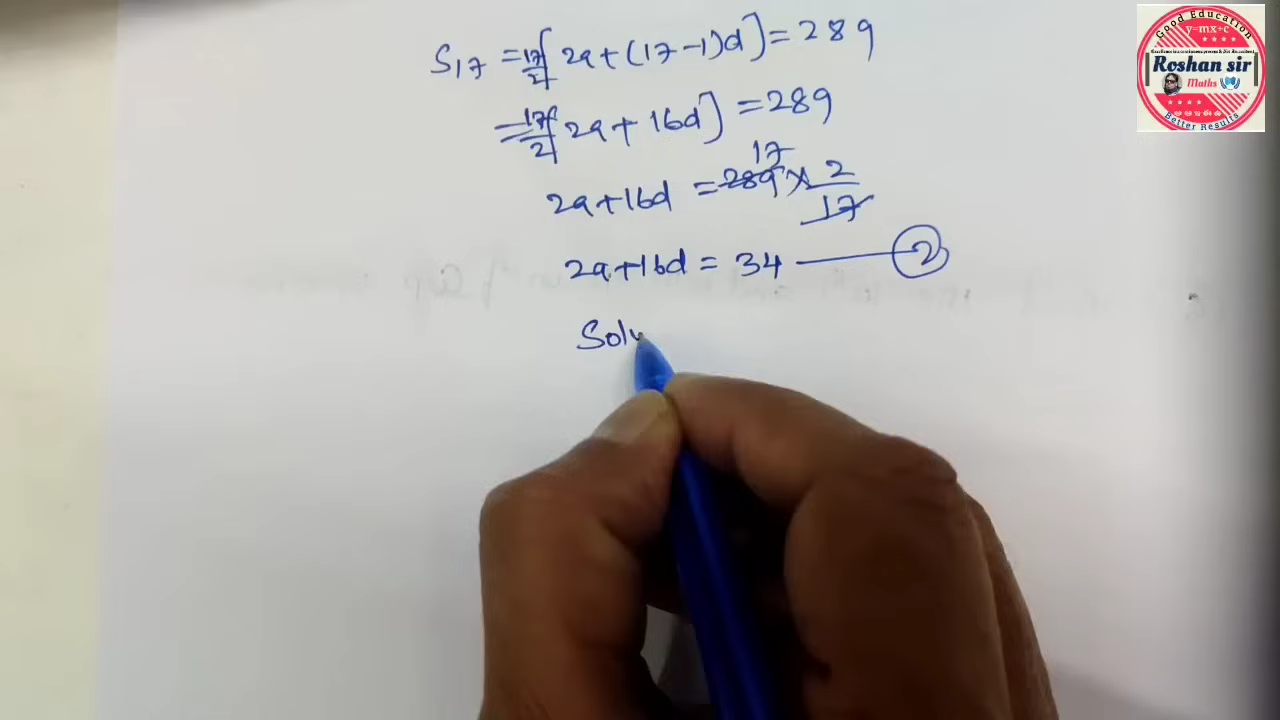 S17 = 17/2[2a+(17-1)d] = 289
= 17/2[2a+16d] = 289
17
2a+16d = 289 × 2/17
2a+16d = 34 — 2
Solv
Good Education
y=mx+c
Roshan sir
Maths
Better Results